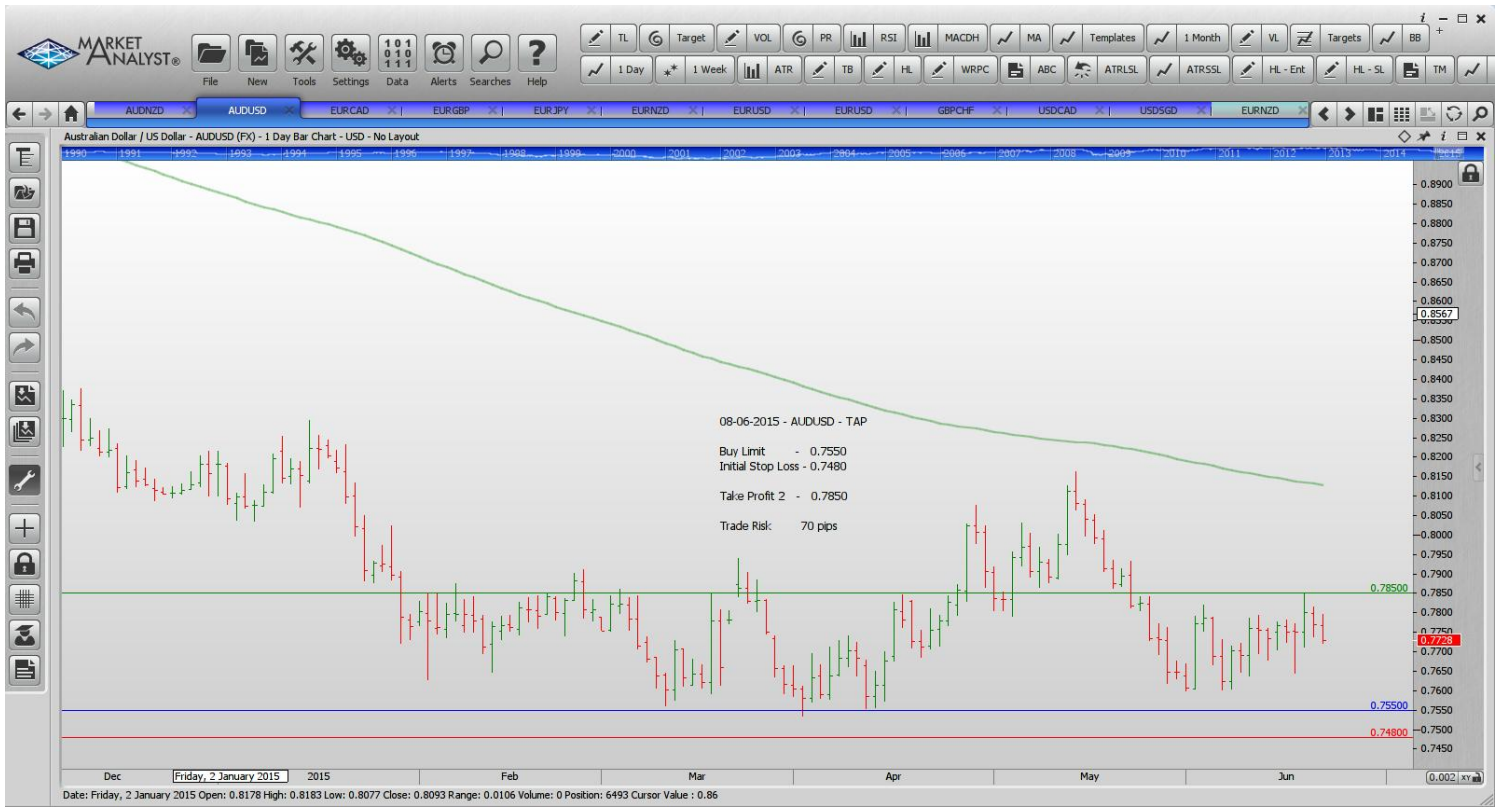 MARKET
ANALYST®
File New Tools Settings Data Alerts Searches Help
TL Target VOL PR RSI MACDH MA Templates 1 Month VL Targets BB
1 Day 1 Week ATR TB HL WRPC ABC ATRLSL ATRSSL HL - Ent HL - SL TM
AUDNZD AUDUSD EURCAD EURGBP EURJPY EURNZD EURUSD EURUSD GBPCHF USDCAD USDSGD EURNZD
Australian Dollar / US Dollar - AUDUSD (FX) - 1 Day Bar Chart - USD - No Layout
1990 1991 1992 1993 1994 1995 1996 1997 1998 1999 2000 2001 2002 2003 2004 2005 2006 2007 2008 2009 2010 2011 2012 2013 2014 2015
0.8900
0.8850
0.8800
0.8750
0.8700
0.8650
0.8600
0.8567
0.8500
0.8450
0.8400
0.8350
0.8300
08-06-2015 - AUDUSD - TAP
0.8250
Buy Limit - 0.7550
0.8200
Initial Stop Loss - 0.7480
0.8150
Take Profit 2 - 0.7850
0.8100
0.8050
Trade Risk 70 pips
0.8000
0.7950
0.7900
0.78500
0.7850
0.7800
0.7750
0.7728
0.7700
0.7650
0.7600
0.75500
0.7550
0.74800
0.7500
0.7450
Dec Friday, 2 January 2015 2015 Feb Mar Apr May Jun 0.002 XY
Date: Friday, 2 January 2015 Open: 0.8178 High: 0.8183 Low: 0.8077 Close: 0.8093 Range: 0.0106 Volume: 0 Position: 6493 Cursor Value : 0.86